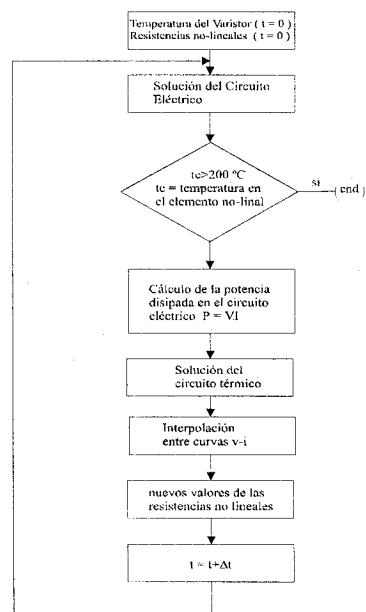 Temperatura del Varistor ( t = 0 )
Resistencias no-lineales ( t = 0 )
Solución del Circuito
Eléctrico
tc>200 ºC
tc = temperatura en
el elemento no-linal
si
end
Cálculo de la potencia
disipada en el circuito
eléctrico P = VI
Solución del
circuito térmico
Interpolación
entre curvas v-i
nuevos valores de las
resistencias no lineales
t = t+Δt